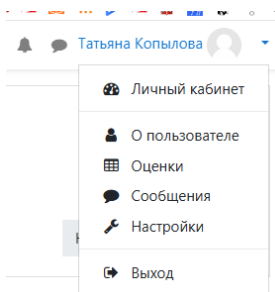 Татьяна Копылова
Личный кабинет
О пользователе
Оценки
Сообщения
Настройки
Выход